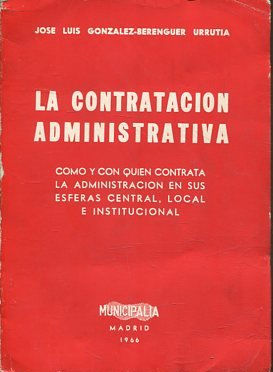 JOSE LUIS GONZALEZ-BERENGUER URRUTIA
LA CONTRATACION
ADMINISTRATIVA
COMO Y CON QUIEN CONTRATA
LA ADMINISTRACION EN SUS
ESFERAS CENTRAL, LOCAL
E INSTITUCIONAL
MUNICIPALIA
MADRID
1966